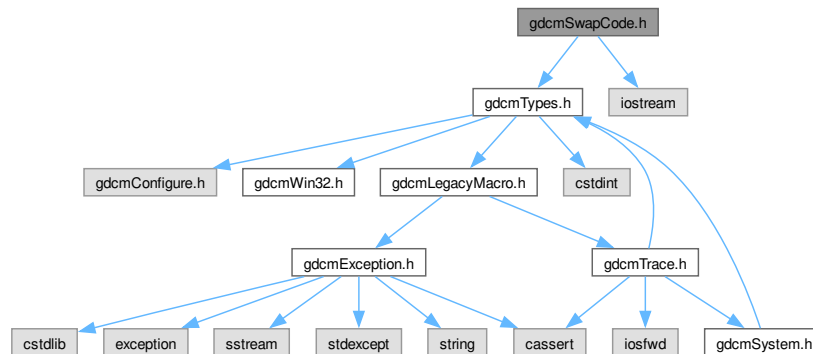 gdcmSwapCode.h
gdcmTypes.h
iostream
gdcmConfigure.h
gdcmWin32.h
gdcmLegacyMacro.h
cstdint
gdcmException.h
gdcmTrace.h
cstdlib
exception
sstream
stdexcept
string
cassert
iosfwd
gdcmSystem.h